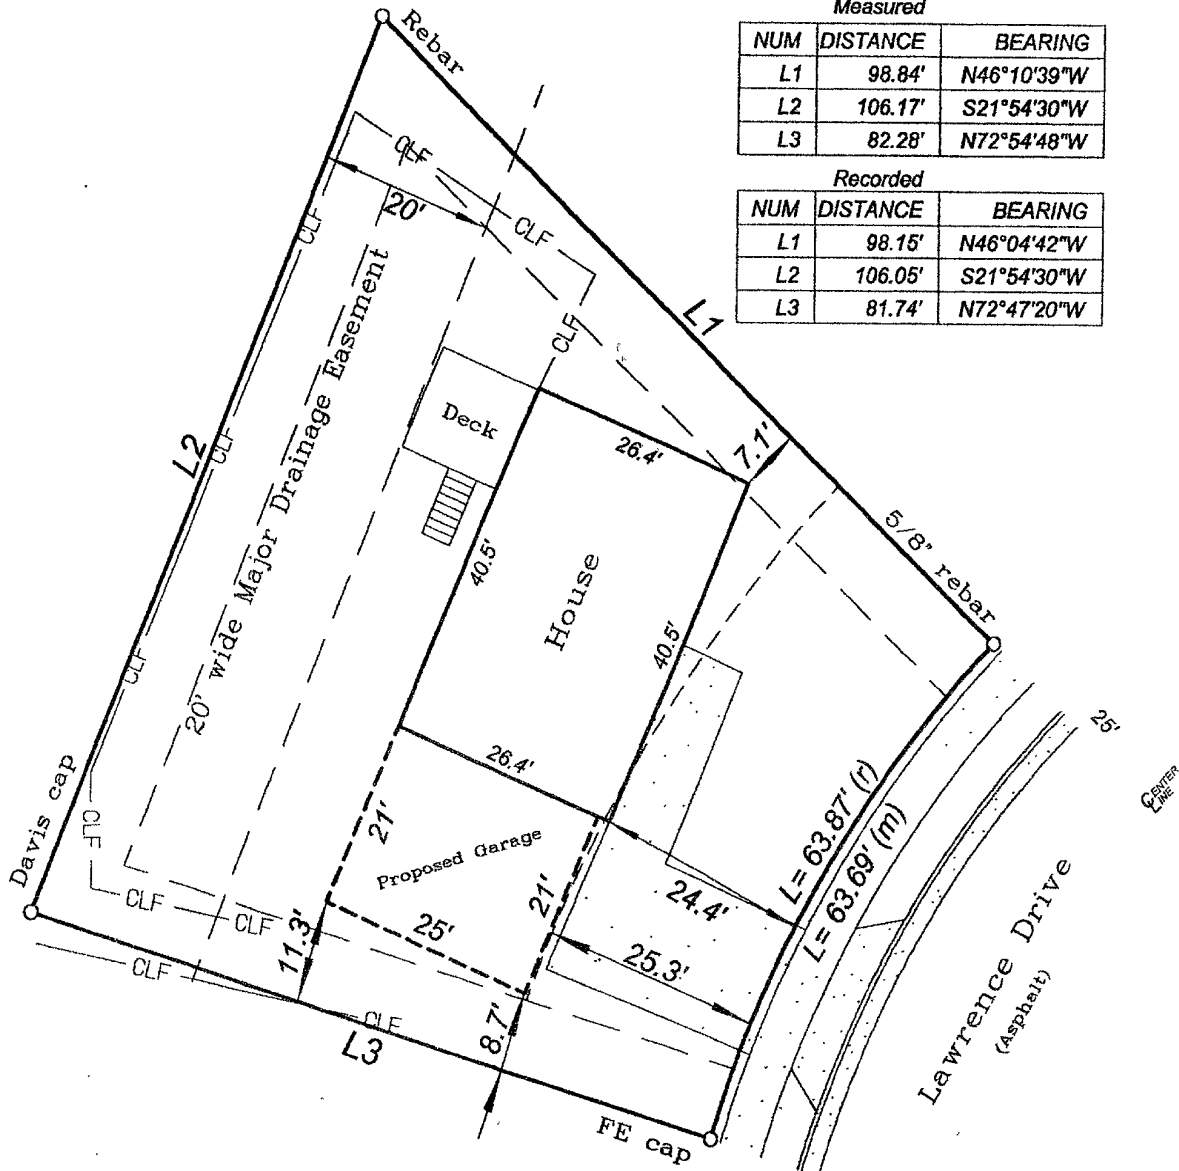 Measured
NUM DISTANCE BEARING
L1 98.84' N46°10'39"W
L2 106.17' S21°54'30"W
L3 82.28' N72°54'48"W
Recorded
NUM DISTANCE BEARING
L1 98.15' N46°04'42"W
L2 106.05' S21°54'30"W
L3 81.74' N72°47'20"W
Rebar
CLF
20'
CLF
CLF
L1
CLF
20' wide Major Drainage Easement
Deck
26.4'
7.1'
L2
CLF
5/8" rebar
40.5'
House
40.5'
CLF
25'
CENTER
LINE
26.4'
Davis cap
21'
Proposed Garage
L= 63.87' (r)
L= 63.69' (m)
CLF
24.4'
21'
25'
CLF
CLF
11.3'
25.3'
CLF
Lawrence Drive
(Asphalt)
CLF
8.7'
L3
FE cap